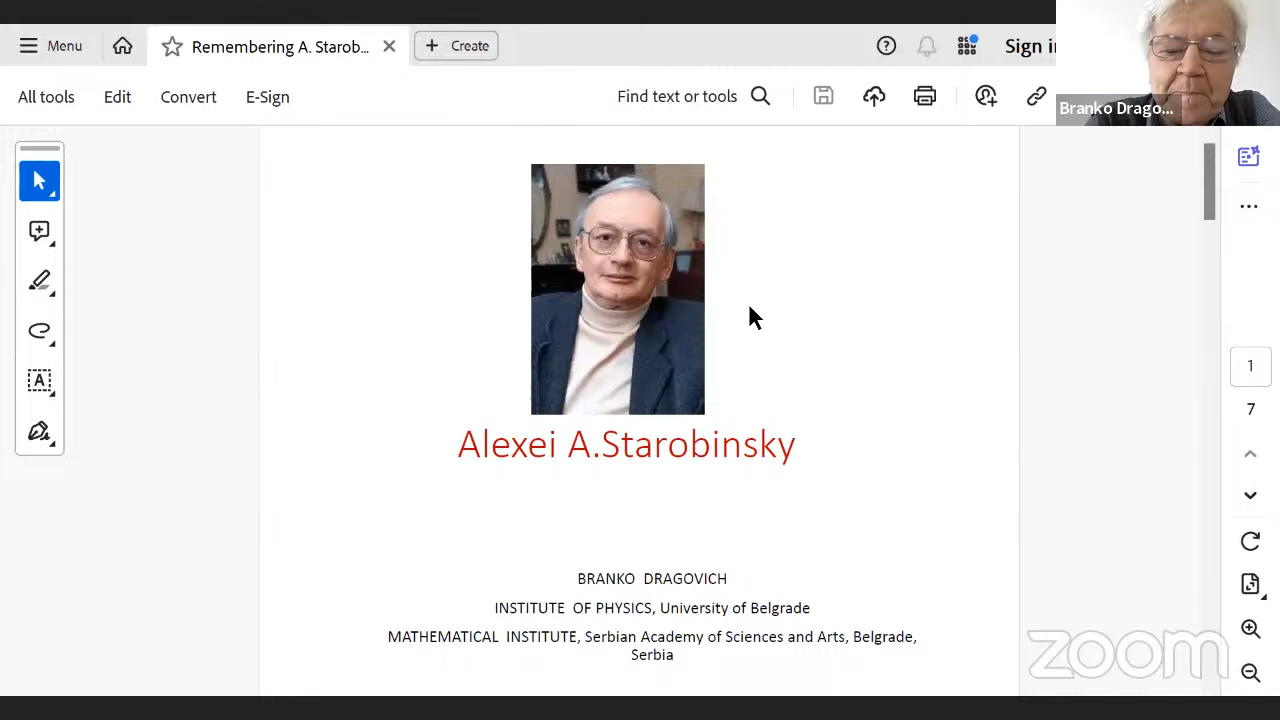 Menu
Remembering A. Starob...
Create
Sign i
Branko Drago...
All tools
Edit
Convert
E-Sign
Find text or tools
A
Alexei A.Starobinsky
BRANKO DRAGOVICH
INSTITUTE OF PHYSICS, University of Belgrade
MATHEMATICAL INSTITUTE, Serbian Academy of Sciences and Arts, Belgrade,
Serbia
1
7
zoom